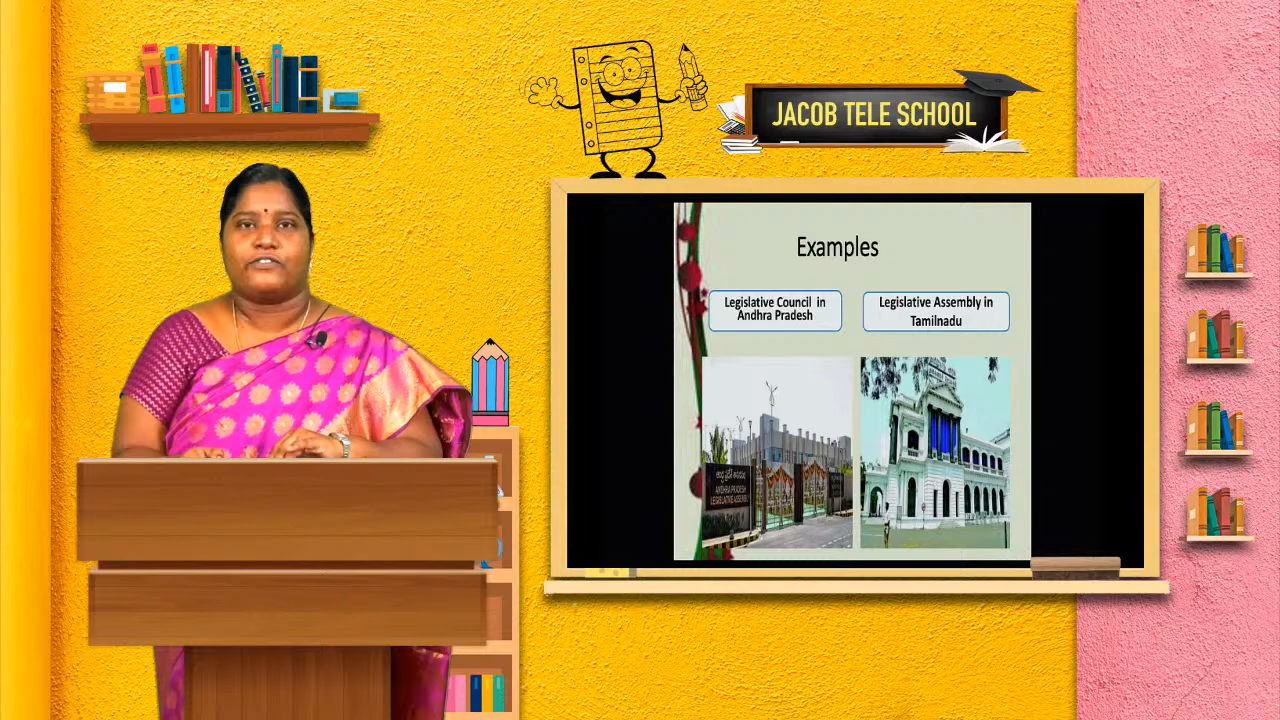 JACOB TELE SCHOOL
Examples
Legislative Council in
Andhra Pradesh
Legislative Assembly in
Tamilnadu
ANDHRA PRADESH
LEGISLATIVE ASSEMBLY